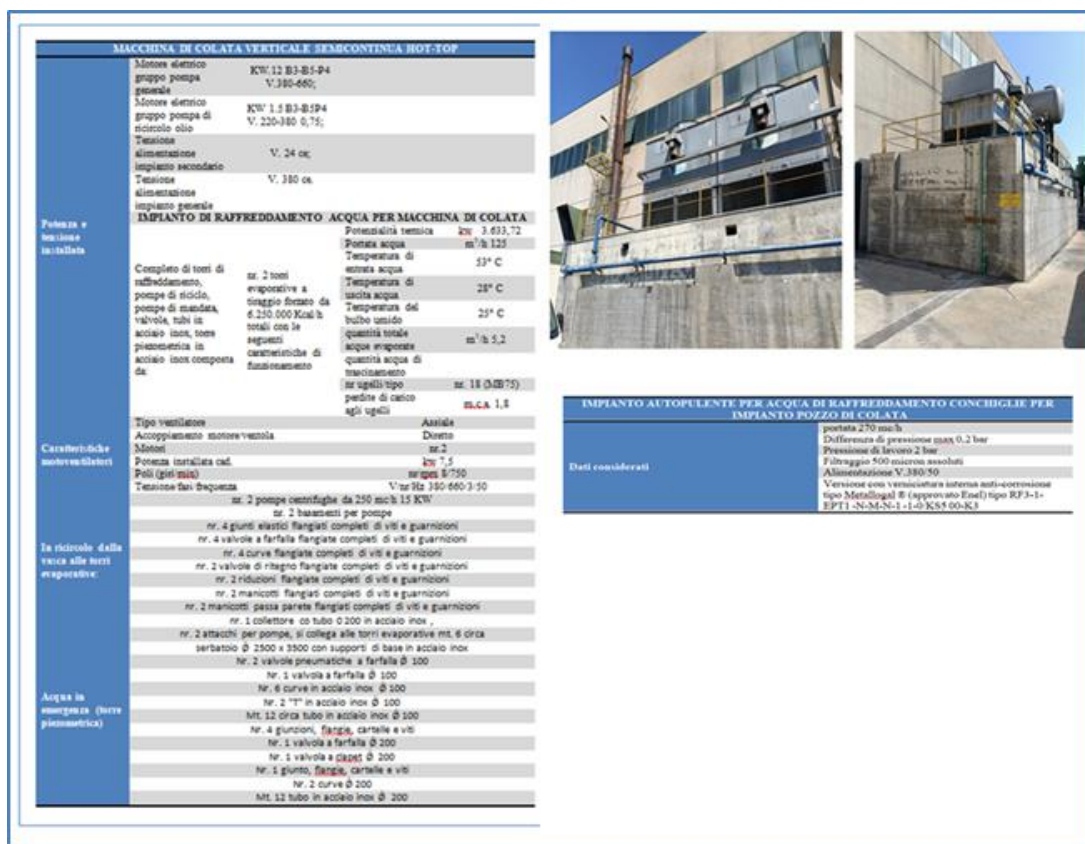 MACCHINA DI COLATA VERTICALE SEMICONTINUA HOT-TOP
Potenza e
tensione
installata
Motore elettrico
gruppo pompa
generale
KW.12 B3-B5-P4
V.380-660;
Motore elettrico
gruppo pompa di
ricircolo olio
KW 1.5 B3-B5P4
V. 220-380 0,75;
Tensione
alimentazione
impianto secondario
V. 24 ce;
Tensione
alimentazione
impianto generale
V. 380 ce.
IMPIANTO DI RAFFREDDAMENTO ACQUA PER MACCHINA DI COLATA
Completo di torri di
raffreddamento,
pompe di riciclo,
pompe di mandata,
valvole, tubi in
acciaio inox, torre
piezometrica in
acciaio inox composta
da:
nr. 2 torri
evaporative a
tiraggio forzato da
6.250.000 Kcal/h
totali con le
seguenti
caratteristiche di
funzionamento
Potenzialità termica kw 3.633,72
Portata acqua m³/h 125
Temperatura di
entrata acqua
53° C
Temperatura di
uscita acqua
28° C
Temperatura del
bulbo umido
25° C
quantità totale
acque evaporate
m³/h 5,2
quantità acqua di
trascinamento
nr ugelli/tipo nr. 18 (MB75)
perdite di carico
agli ugelli
m.c.a. 1,8
Caratteristiche
motoventilatori
Tipo ventilatore Assiale
Accoppiamento motore/ventola Diretto
Motori nr.2
Potenza installata cad. kw 7,5
Poli (giri/min) nr/rpm 8/750
Tensione/fasi frequenza V/nr/Hz 380/660/3/50
In ricircolo dalla
vasca alle torri
evaporative:
nr. 2 pompe centrifughe da 250 mc/h 15 KW
nr. 2 basamenti per pompe
nr. 4 giunti elastici flangiati completi di viti e guarnizioni
nr. 4 valvole a farfalla flangiate completi di viti e guarnizioni
nr. 4 curve flangiate completi di viti e guarnizioni
nr. 2 valvole di ritegno flangiate completi di viti e guarnizioni
nr. 2 riduzioni flangiate completi di viti e guarnizioni
nr. 2 manicotti flangiati completi di viti e guarnizioni
nr. 2 manicotti passa parete flangiati completi di viti e guarnizioni
nr. 1 collettore co tubo 0 200 in acciaio inox ,
nr. 2 attacchi per pompe, si collega alle torri evaporative mt. 6 circa
Acqua in
emergenza (torre
piezometrica)
serbatoio Ø 2500 x 3500 con supporti di base in acciaio inox
Nr. 2 valvole pneumatiche a farfalla Ø 100
Nr. 1 valvola a farfalla Ø 100
Nr. 6 curve in acciaio inox Ø 100
Nr. 2 "T" in acciaio inox Ø 100
Mt. 12 circa tubo in acciaio inox Ø 100
Nr. 4 giunzioni, flangie, cartelle e viti
Nr. 1 valvola a farfalla Ø 200
Nr. 1 valvola a clapet Ø 200
Nr. 1 giunto, flangie, cartelle e viti
Nr. 2 curve Ø 200
Mt. 12 tubo in acciaio inox Ø 200
IMPIANTO AUTOPULENTE PER ACQUA DI RAFFREDDAMENTO CONCHIGLIE PER
IMPIANTO POZZO DI COLATA
Dati considerati
portata 270 mc/h
Differenza di pressione max 0,2 bar
Pressione di lavoro 2 bar
Filtraggio 500 micron assoluti
Alimentazione V.380/50
Versione con verniciatura interna anti-corrosione
tipo Metallogal ® (approvato Enel) tipo RF3-1-
EPT1 -N-M-N-1 -1-0/KS5 00-K3